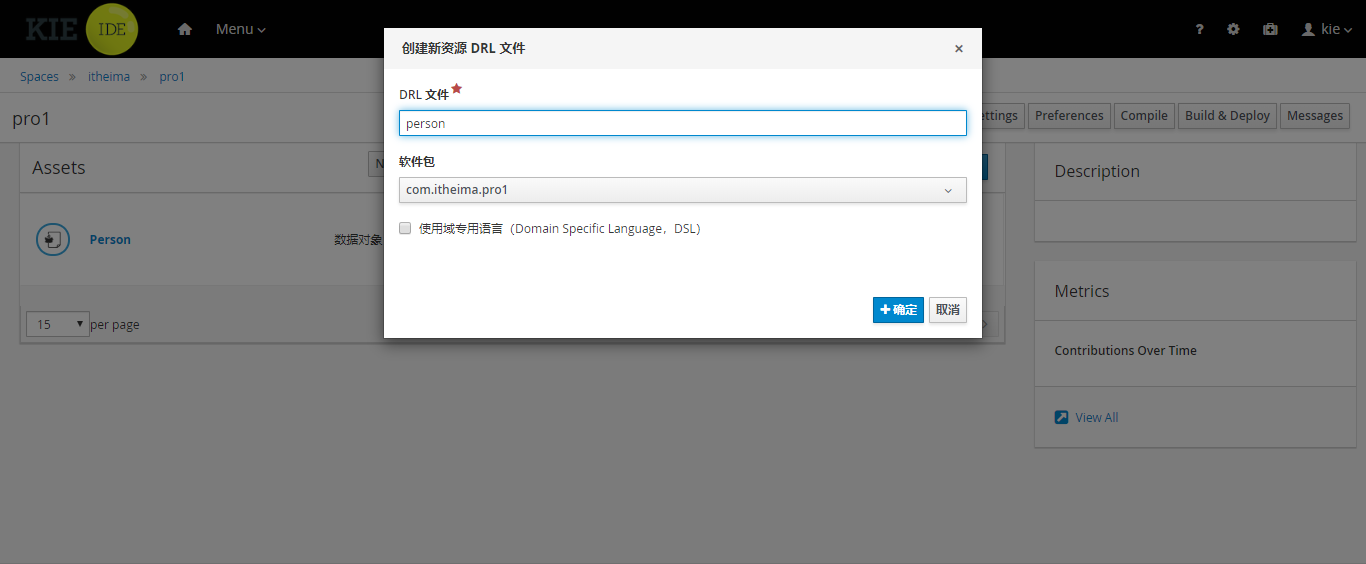 KIE IDE
Menu
? kie
Spaces » itheima » pro1
pro1
Preferences Compile Build & Deploy Messages
创建新资源 DRL 文件 ×
DRL 文件
person
软件包
com.itheima.pro1
使用域专用语言（Domain Specific Language，DSL）
+确定 取消
Assets
Person 数据对象
15 per page
Description
Metrics
Contributions Over Time
View All